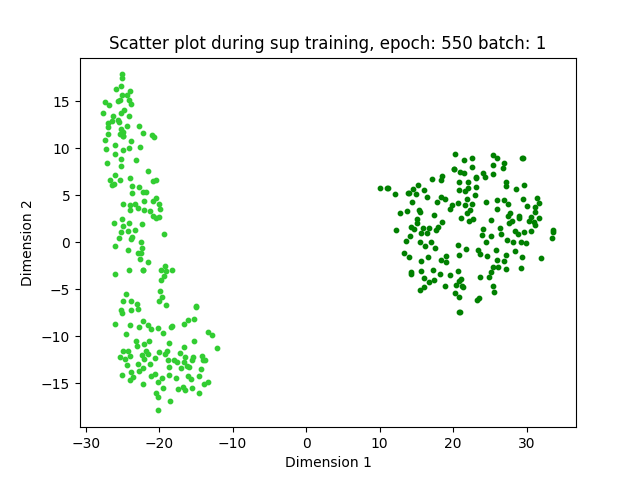 Scatter plot during sup training, epoch: 550 batch: 1
15
10
5
0
−5
−10
−15
Dimension 2
−30 −20 −10 0 10 20 30
Dimension 1